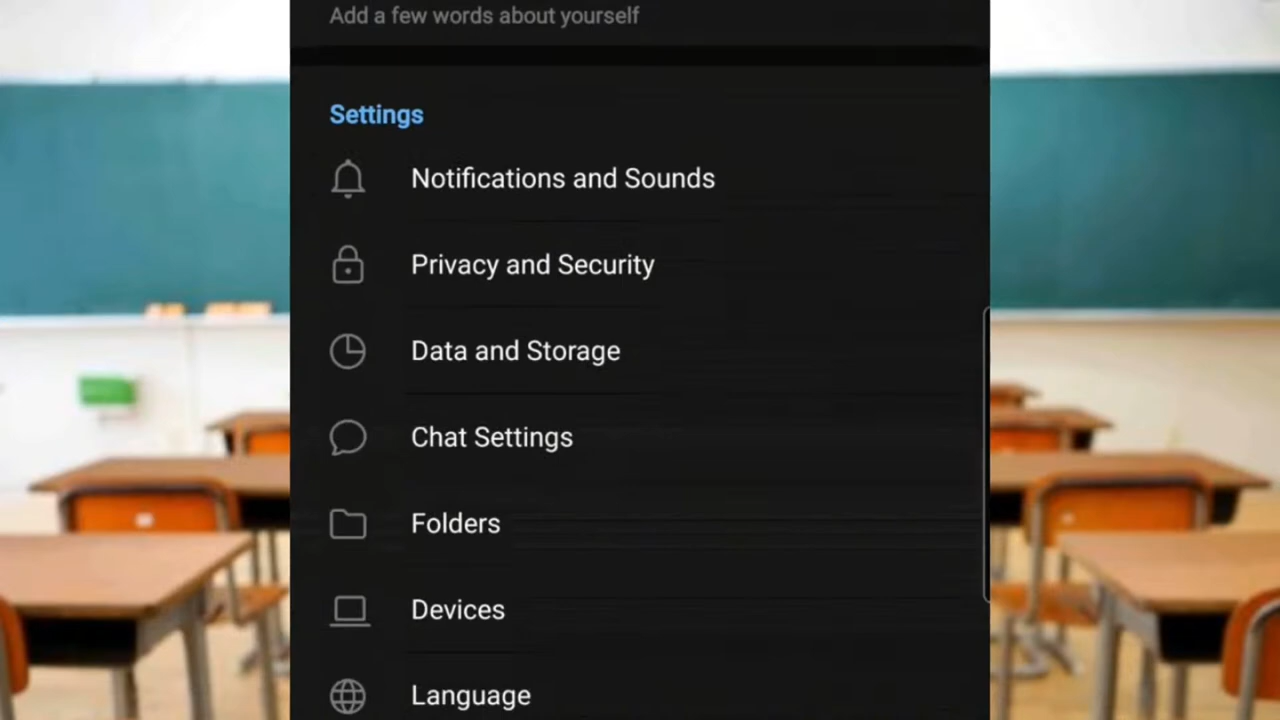 Add a few words about yourself
Settings
Notifications and Sounds
Privacy and Security
Data and Storage
Chat Settings
Folders
Devices
Language